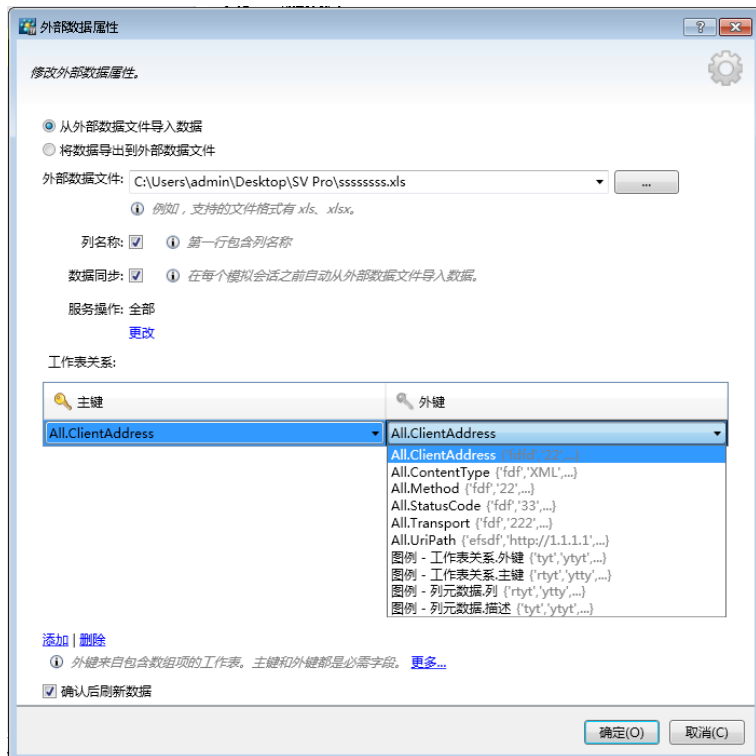 外部数据属性
修改外部数据属性。
从外部数据文件导入数据
将数据导出到外部数据文件
外部数据文件: C:\Users\admin\Desktop\SV Pro\ssssssss.xls ...
例如，支持的文件格式有 xls、xlsx。
列名称: 第一行包含列名称
数据同步: 在每个模拟会话之前自动从外部数据文件导入数据。
服务操作: 全部
更改
工作表关系:
主键 外键
All.ClientAddress All.ClientAddress
All.ClientAddress
All.ContentType {'fdf','XML',...}
All.Method {'fdf','22',...}
All.StatusCode {'fdf','33',...}
All.Transport {'fdf','222',...}
All.UriPath {'efsdf','http://1.1.1.1',...}
图例 - 工作表关系.外键 {'tyt','ytyt',...}
图例 - 工作表关系.主键 {'rtyt','ytty',...}
图例 - 列元数据.列 {'rtyt','ytty',...}
图例 - 列元数据.描述 {'tyt','ytyt',...}
添加 | 删除
外键来自包含数组项的工作表。主键和外键都是必需字段。 更多...
确认后刷新数据
确定(O) 取消(C)